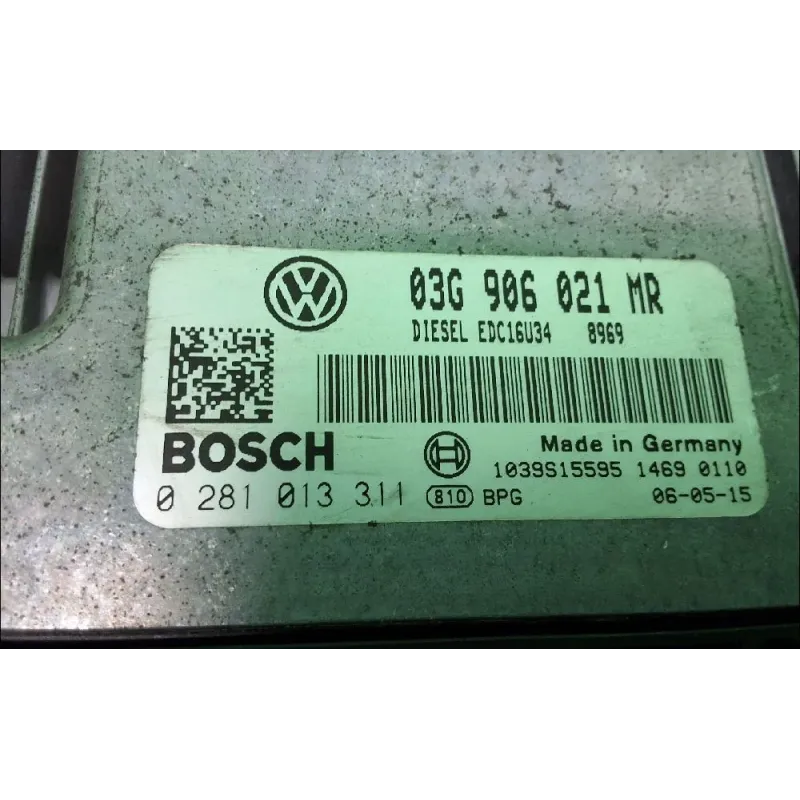 03G 906 021 MR
DIESEL EDC16U34 8969
BOSCH
Made in Germany
1039S15595 1469 0110
0 281 013 311
810 BPG 06-05-15